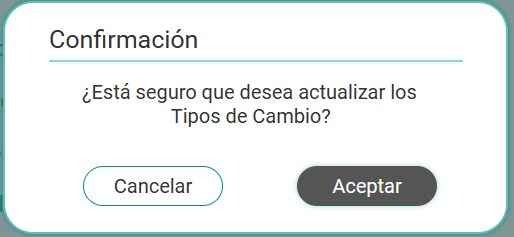 Confirmación
¿Está seguro que desea actualizar los
Tipos de Cambio?
Cancelar
Aceptar